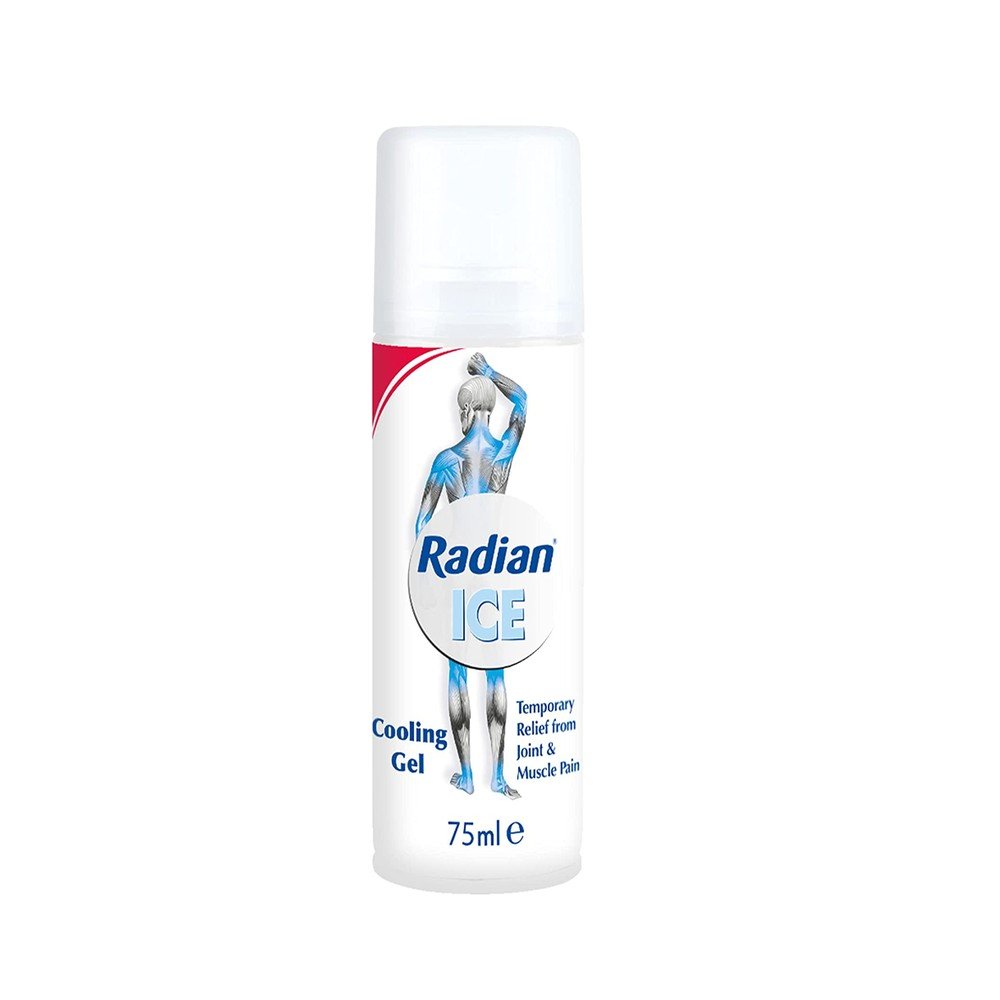 Radian®
ICE
Cooling
Gel
Temporary
Relief from
Joint &
Muscle Pain
75ml e